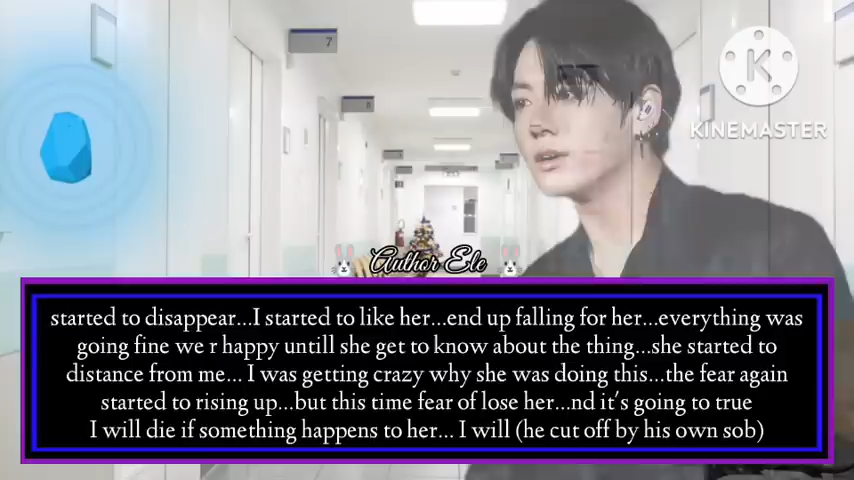 7
8
KINEMASTER
Author Ele
started to disappear...I started to like her...end up falling for her...everything was
going fine we r happy untill she get to know about the thing...she started to
distance from me... I was getting crazy why she was doing this...the fear again
started to rising up...but this time fear of lose her...nd it's going to true
I will die if something happens to her... I will (he cut off by his own sob)